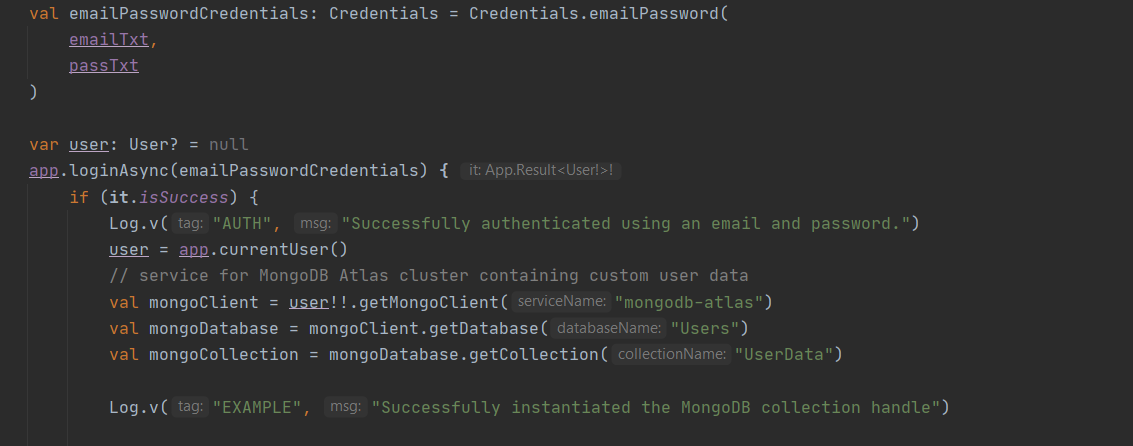 val emailPasswordCredentials: Credentials = Credentials.emailPassword(
emailTxt,
passTxt
)
var user: User? = null
app.loginAsync(emailPasswordCredentials) { it: App.Result<User!>!
if (it.isSuccess) {
Log.v( tag: "AUTH", msg: "Successfully authenticated using an email and password.")
user = app.currentUser()
// service for MongoDB Atlas cluster containing custom user data
val mongoClient = user!!.getMongoClient( serviceName: "mongodb-atlas")
val mongoDatabase = mongoClient.getDatabase( databaseName: "Users")
val mongoCollection = mongoDatabase.getCollection( collectionName: "UserData")
Log.v( tag: "EXAMPLE", msg: "Successfully instantiated the MongoDB collection handle")